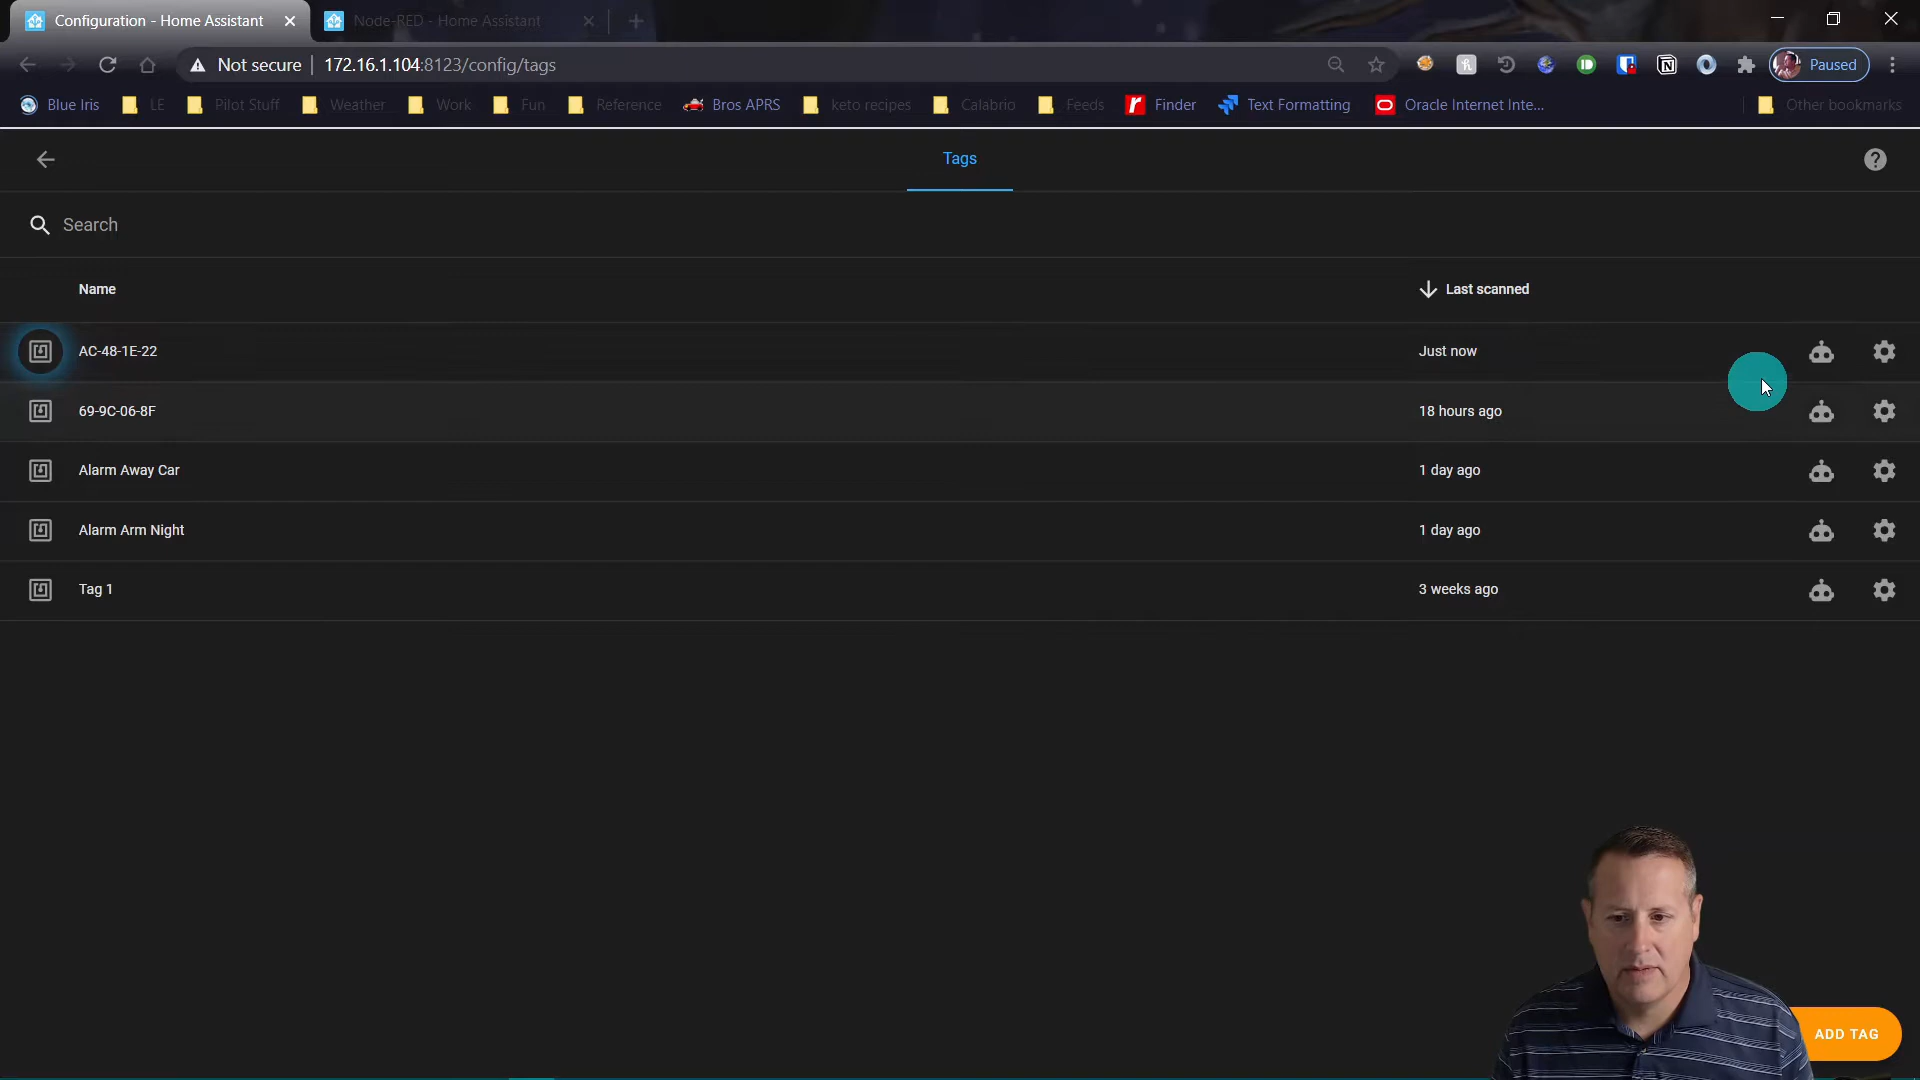 Configuration - Home Assistant
Node-RED - Home Assistant
Not secure
172.16.1.104:8123/config/tags
Paused
Blue Iris
LE
Pilot Stuff
Weather
Work
Fun
Reference
Bros APRS
keto recipes
Calabrio
Feeds
Finder
Text Formatting
Oracle Internet Inte...
Other bookmarks
Tags
Search
Name
Last scanned
AC-48-1E-22
Just now
69-9C-06-8F
18 hours ago
Alarm Away Car
1 day ago
Alarm Arm Night
1 day ago
Tag 1
3 weeks ago
ADD TAG